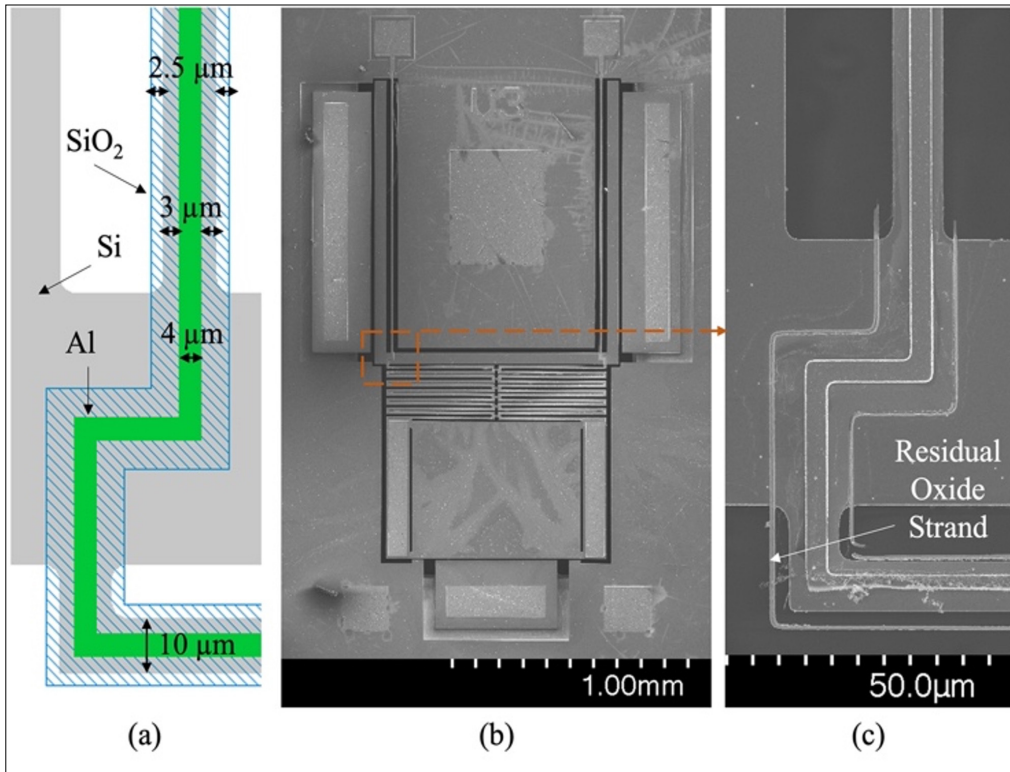 2.5 µm
SiO₂
3 µm
Si
4 µm
Al
10 µm
(a)
1.00mm
(b)
Residual
Oxide
Strand
50.0µm
(c)